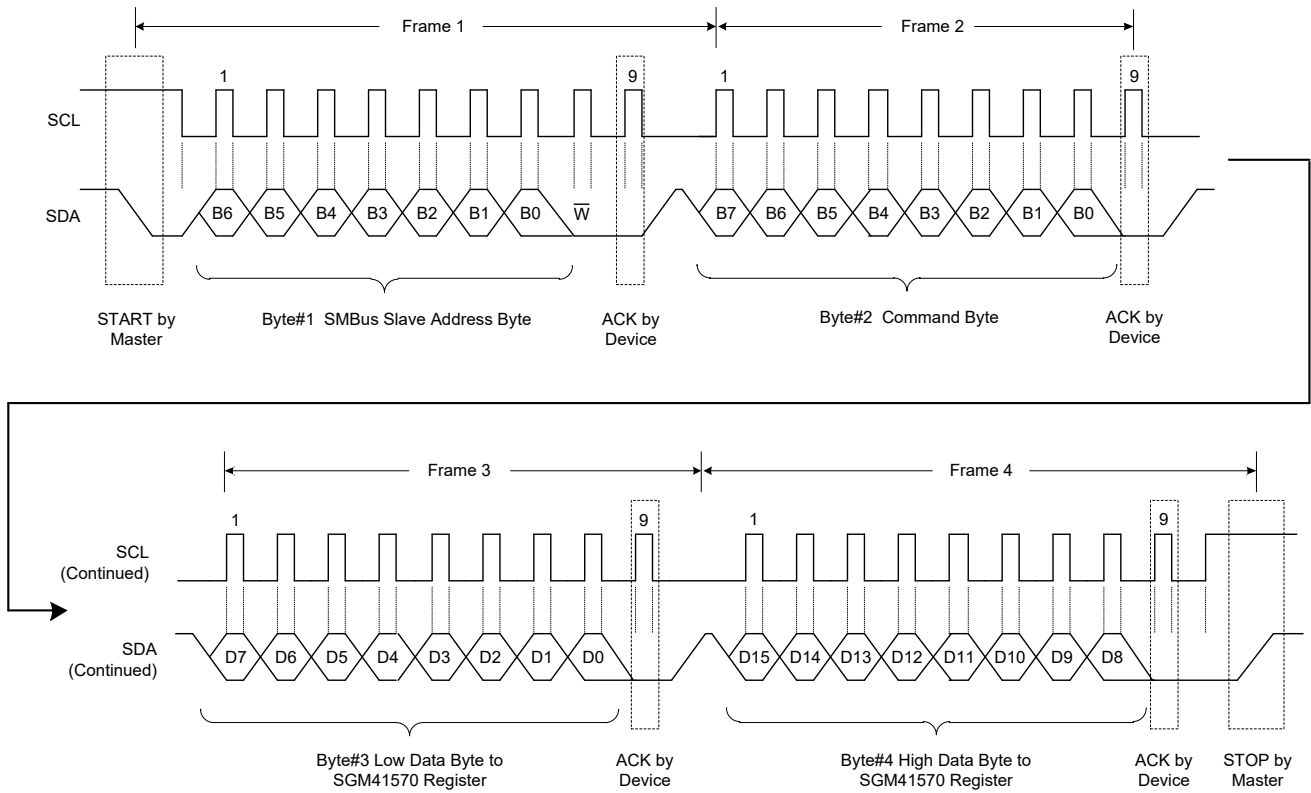 Frame 1
Frame 2
1
9
1
9
SCL
SDA
B6
B5
B4
B3
B2
B1
B0
W
B7
B6
B5
B4
B3
B2
B1
B0
START by
Master
Byte#1 SMBus Slave Address Byte
ACK by
Device
Byte#2 Command Byte
ACK by
Device
Frame 3
Frame 4
1
9
1
9
SCL
(Continued)
SDA
(Continued)
D7
D6
D5
D4
D3
D2
D1
D0
D15
D14
D13
D12
D11
D10
D9
D8
Byte#3 Low Data Byte to
SGM41570 Register
ACK by
Device
Byte#4 High Data Byte to
SGM41570 Register
ACK by
Device
STOP by
Master